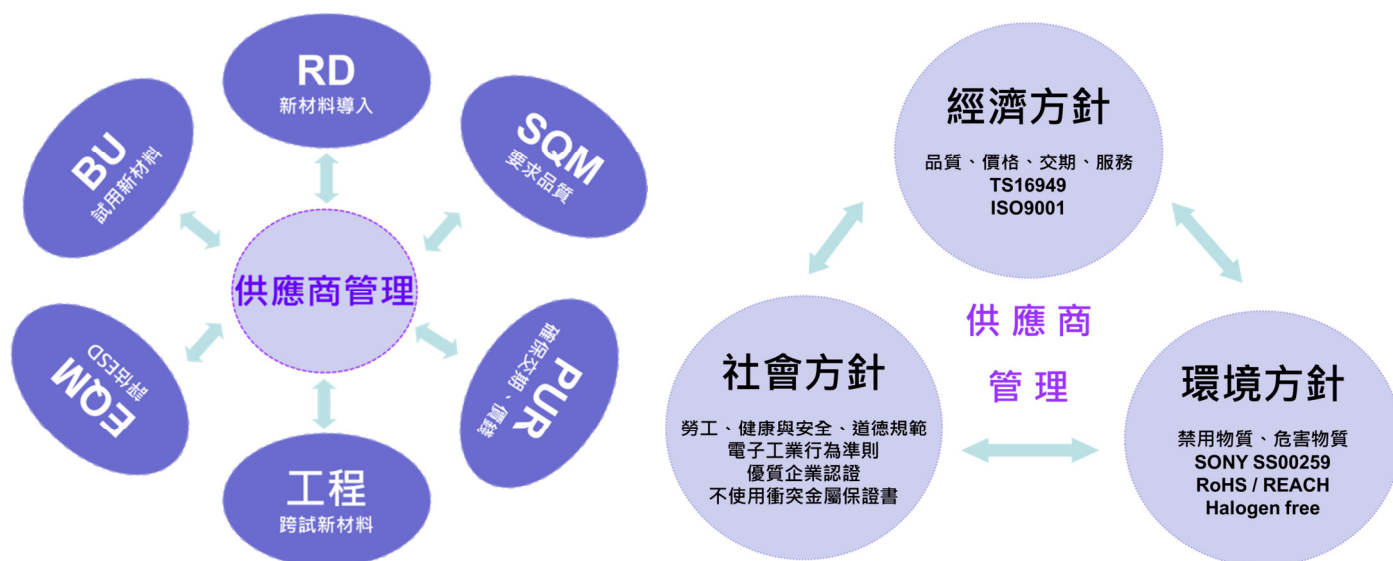 RD
新材料導入
SQM
要求品質
PUR
確保交期、價錢
工程
跨試新材料
EQM
評估ESD
BU
試用新材料
供應商管理
經濟方針
品質、價格、交期、服務
TS16949
ISO9001
社會方針
勞工、健康與安全、道德規範
電子工業行為準則
優質企業認證
不使用衝突金屬保證書
環境方針
禁用物質、危害物質
SONY SS00259
RoHS / REACH
Halogen free
供應商
管理